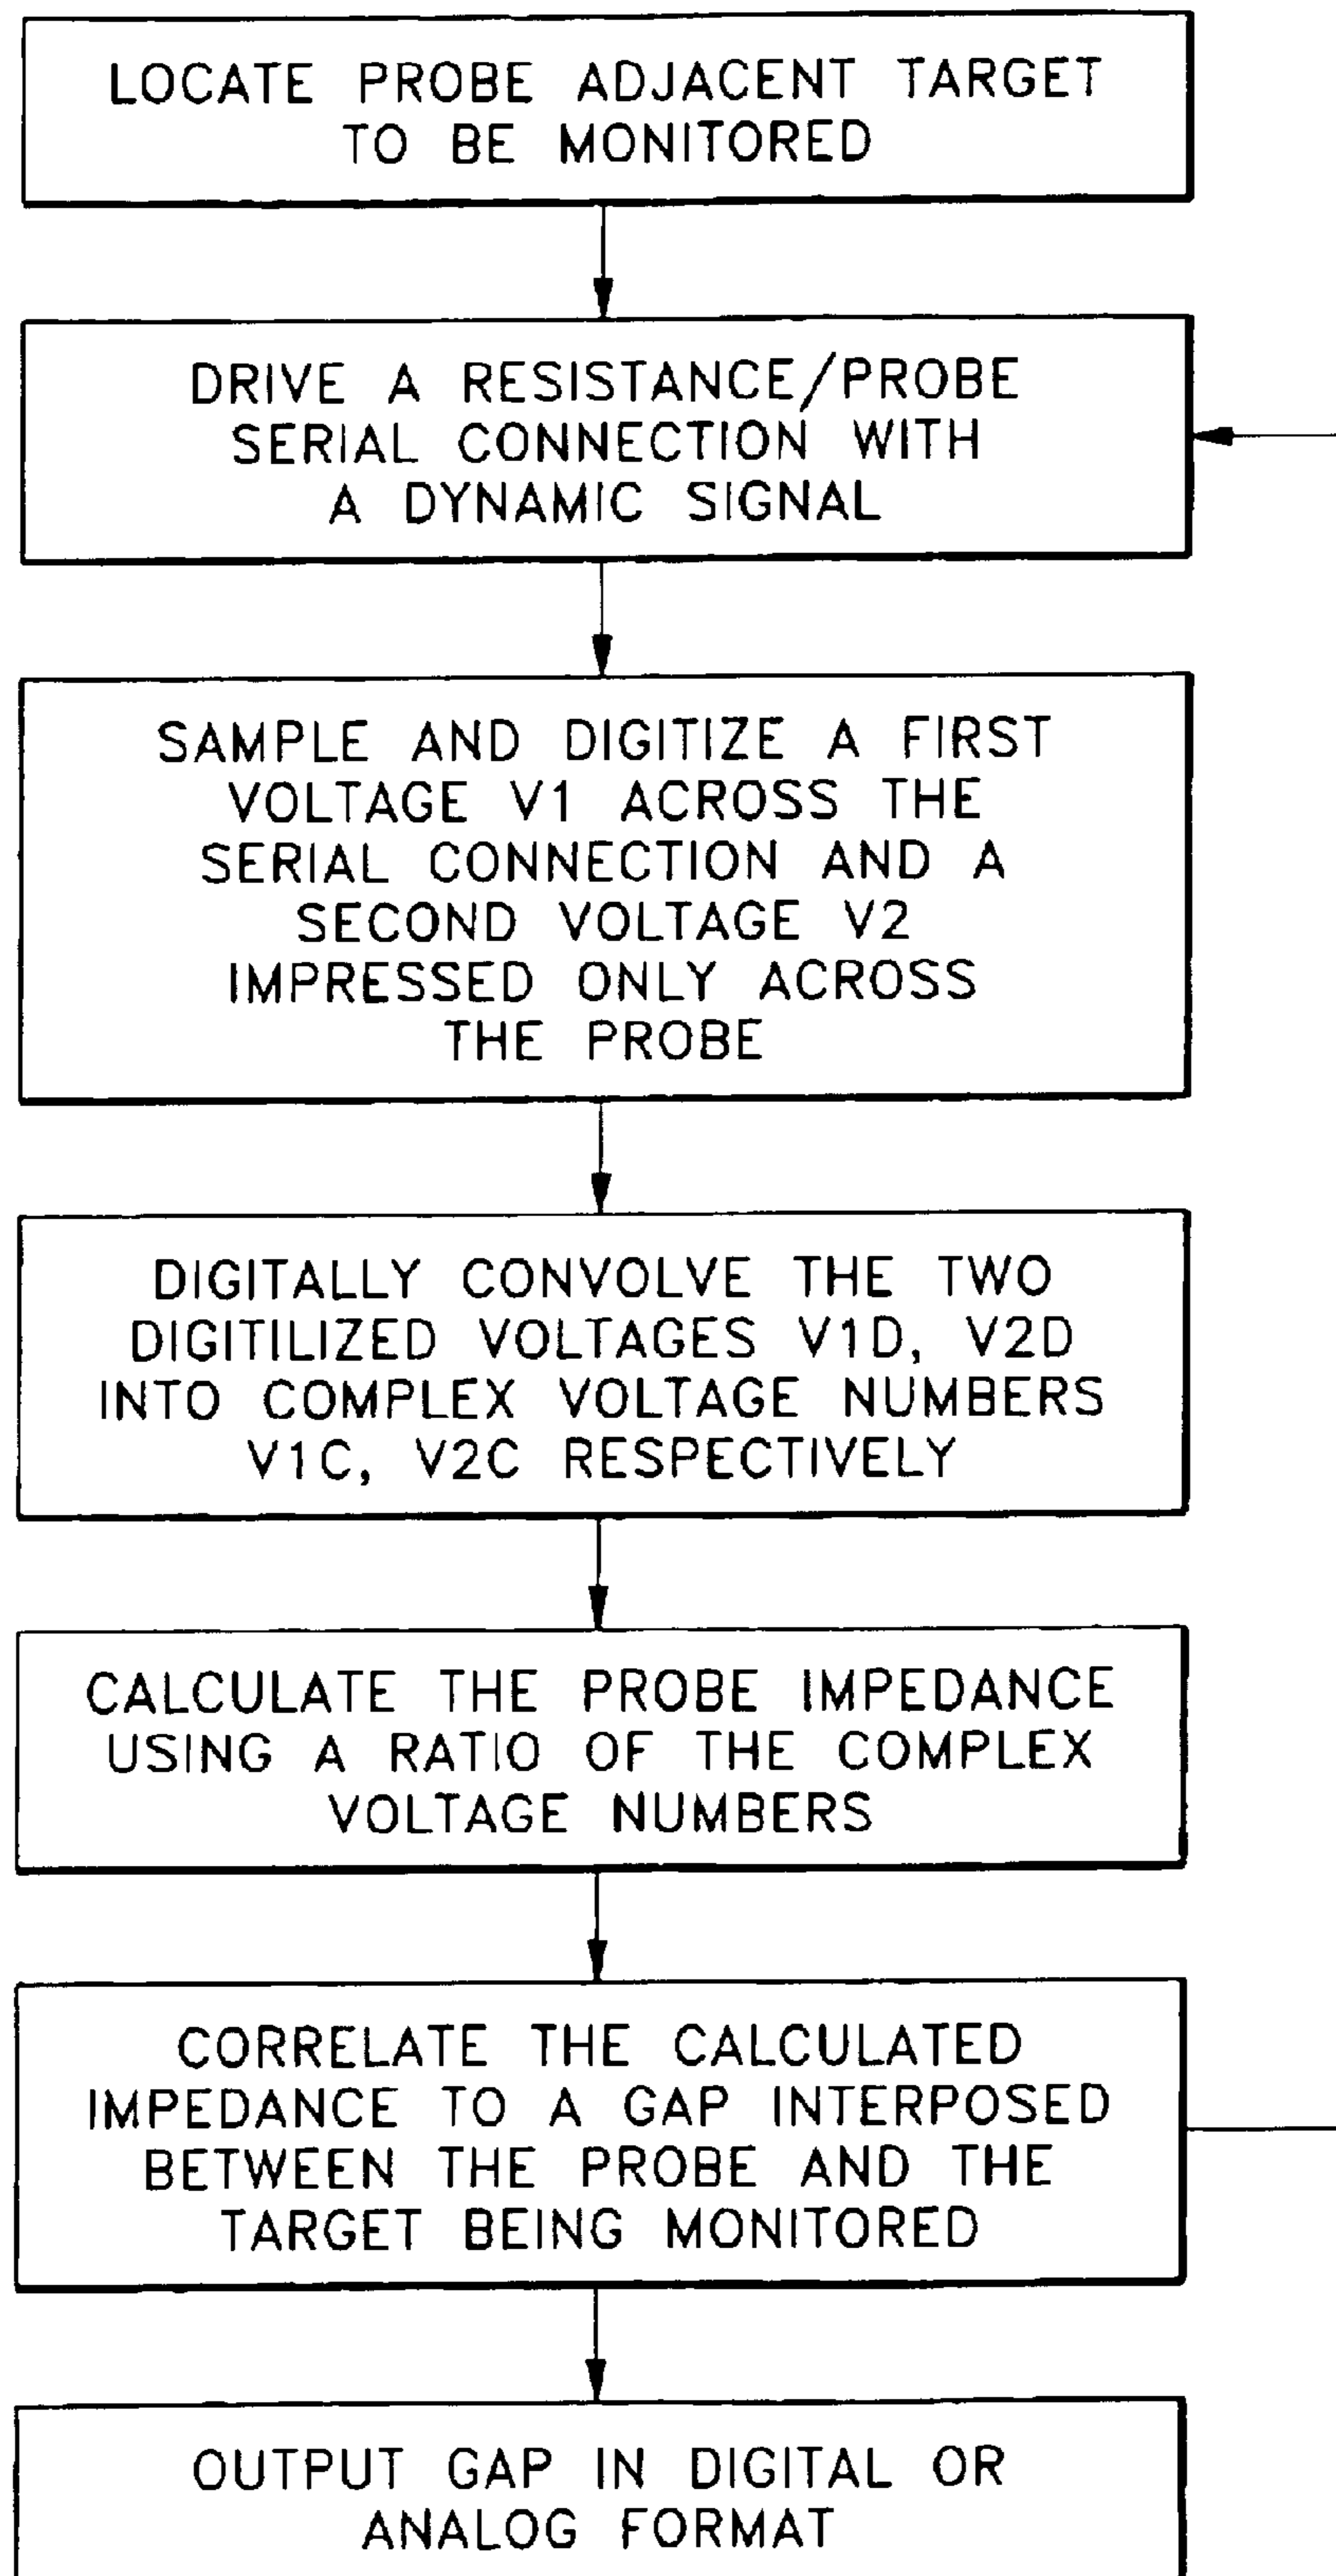 LOCATE PROBE ADJACENT TARGET
TO BE MONITORED
DRIVE A RESISTANCE/PROBE
SERIAL CONNECTION WITH
A DYNAMIC SIGNAL
SAMPLE AND DIGITIZE A FIRST
VOLTAGE V1 ACROSS THE
SERIAL CONNECTION AND A
SECOND VOLTAGE V2
IMPRESSED ONLY ACROSS
THE PROBE
DIGITALLY CONVOLVE THE TWO
DIGITILIZED VOLTAGES V1D, V2D
INTO COMPLEX VOLTAGE NUMBERS
V1C, V2C RESPECTIVELY
CALCULATE THE PROBE IMPEDANCE
USING A RATIO OF THE COMPLEX
VOLTAGE NUMBERS
CORRELATE THE CALCULATED
IMPEDANCE TO A GAP INTERPOSED
BETWEEN THE PROBE AND THE
TARGET BEING MONITORED
OUTPUT GAP IN DIGITAL OR
ANALOG FORMAT